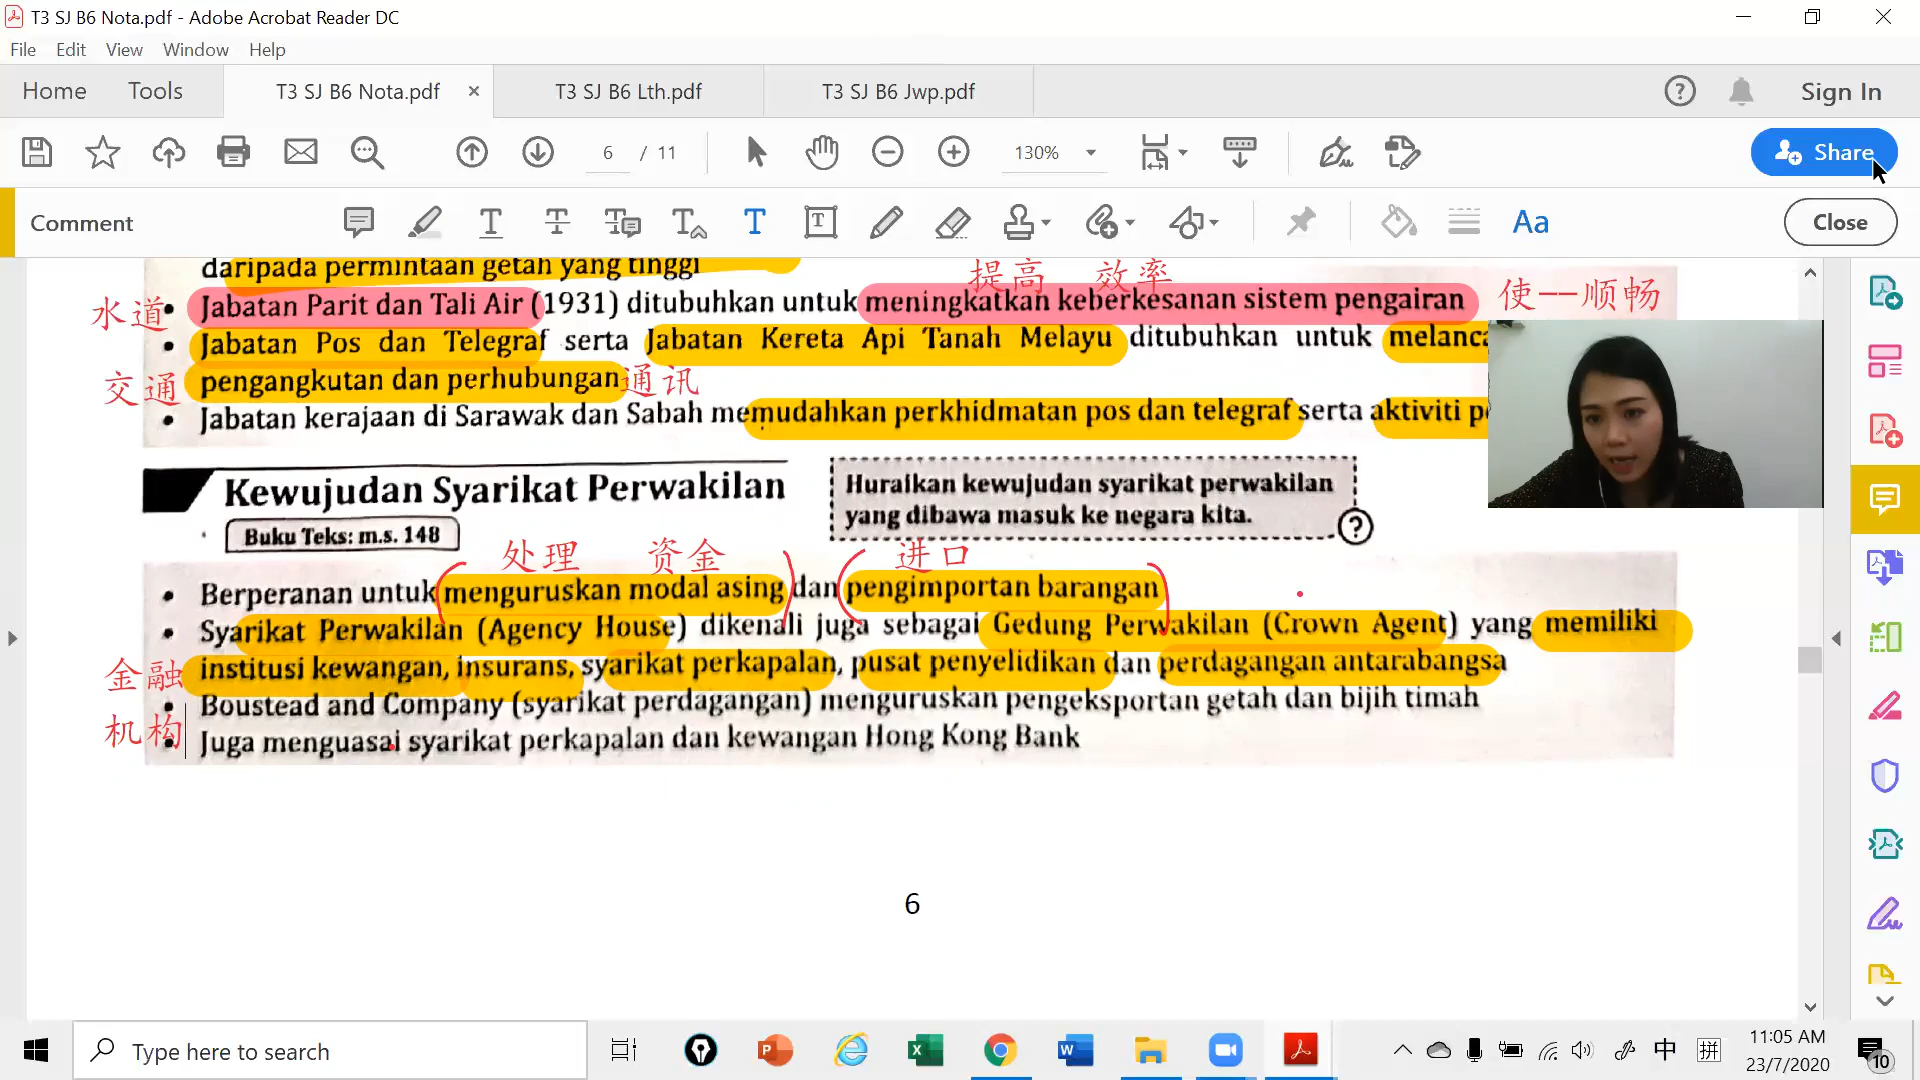 T3 SJ B6 Nota.pdf - Adobe Acrobat Reader DC
File Edit View Window Help
Home Tools T3 SJ B6 Nota.pdf × T3 SJ B6 Lth.pdf T3 SJ B6 Jwp.pdf Sign In
6 / 11 130% Share
Comment Close
daripada permintaan getah yang tinggi
提高 效率
水道 • Jabatan Parit dan Tali Air (1931) ditubuhkan untuk meningkatkan keberkesanan sistem pengairan 使--顺畅
• Jabatan Pos dan Telegraf serta Jabatan Kereta Api Tanah Melayu ditubuhkan untuk
交通 pengangkutan dan perhubungan 通讯
• Jabatan kerajaan di Sarawak dan Sabah memudahkan perkhidmatan pos dan telegraf serta aktiviti
Kewujudan Syarikat Perwakilan
Buku Teks: m.s. 148
Huraikan kewujudan syarikat perwakilan
yang dibawa masuk ke negara kita.
?
处理 资金 进口
• Berperanan untuk menguruskan modal asing dan pengimportan barangan
• Syarikat Perwakilan (Agency House) dikenali juga sebagai Gedung Perwakilan (Crown Agent) yang memiliki
金融 institusi kewangan, insurans, syarikat perkapalan, pusat penyelidikan dan perdagangan antarabangsa
• Boustead and Company (syarikat perdagangan) menguruskan pengeksportan getah dan bijih timah
机构 • Juga menguasai syarikat perkapalan dan kewangan Hong Kong Bank
6
Type here to search
中 拼 11:05 AM
23/7/2020
10